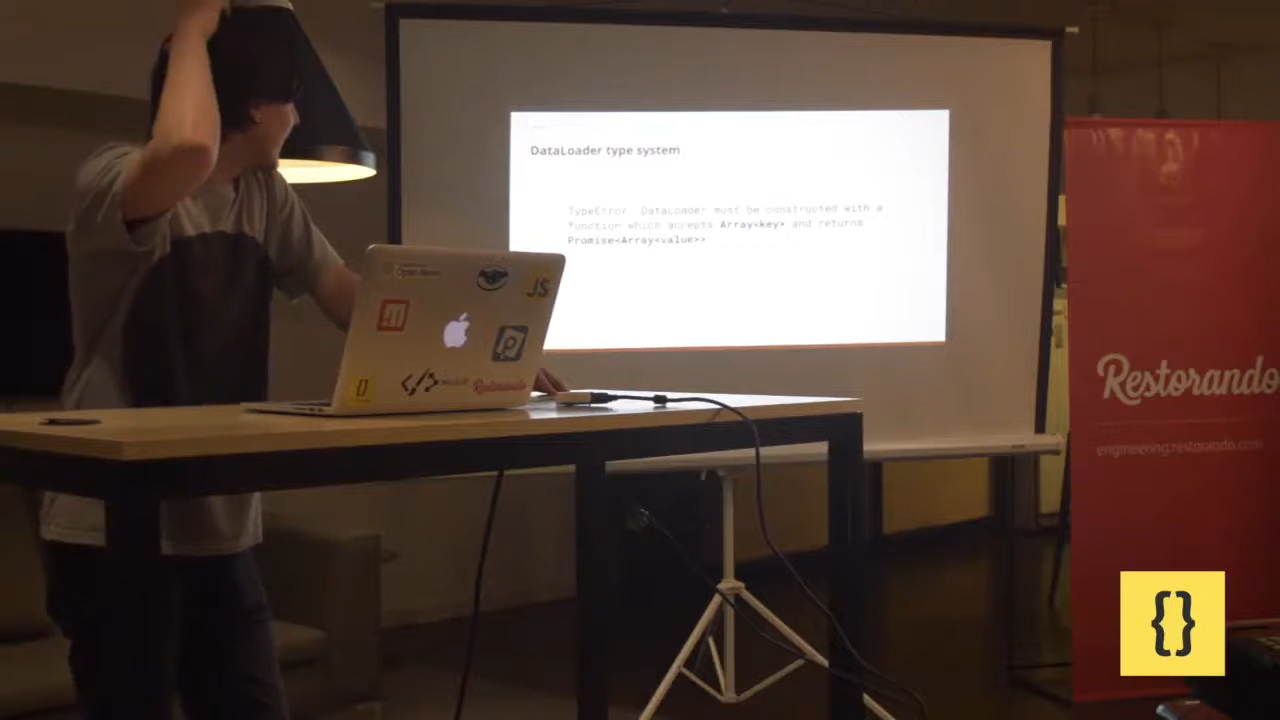 DataLoader type system
TypeError: DataLoader must be constructed with a
function which accepts Array<key> and returns
Promise<Array<value>>
JS
{}
Restorando
Restorando
engineering.restorando.com
{}